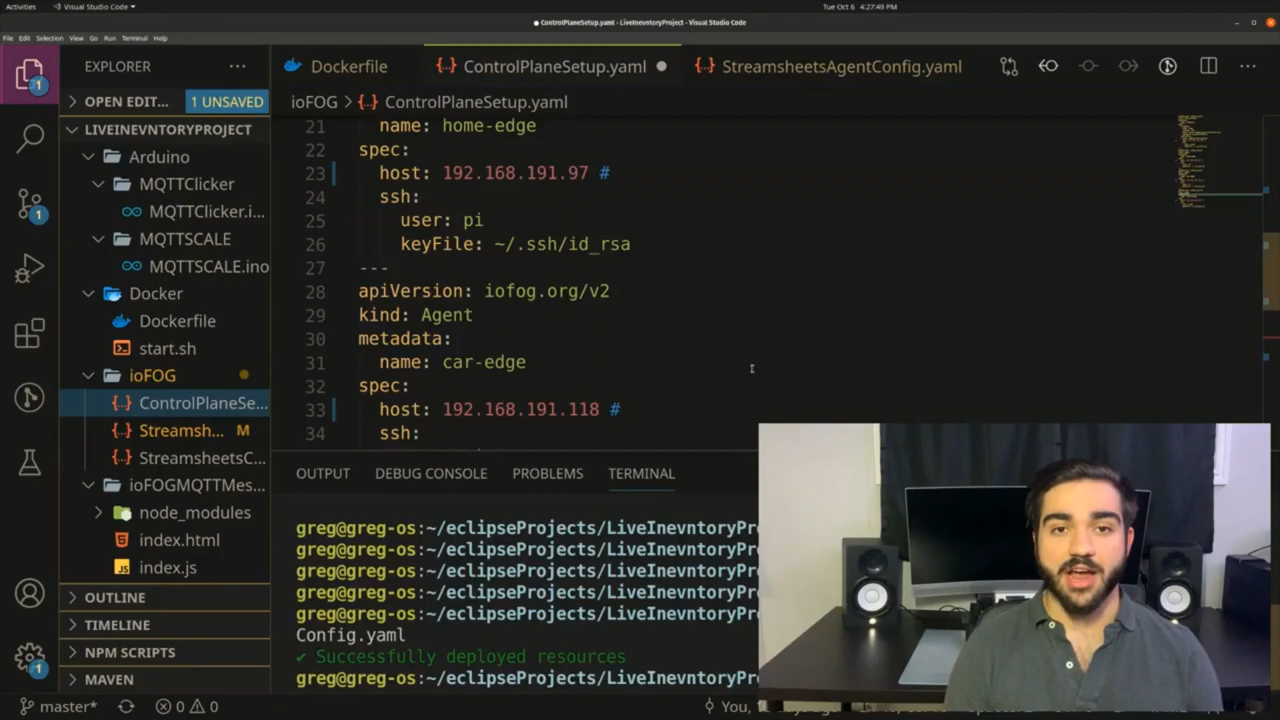 Activities
Visual Studio Code
Tue Oct 6 4:27:49 PM
● ControlPlaneSetup.yaml - LiveInevntoryProject - Visual Studio Code
File Edit Selection View Go Run Terminal Help
EXPLORER
Dockerfile
ControlPlaneSetup.yaml
StreamsheetsAgentConfig.yaml
OPEN EDIT... 1 UNSAVED
ioFOG > ControlPlaneSetup.yaml
LIVEINEVNTORYPROJECT
Arduino
MQTTClicker
MQTTClicker.i...
MQTTSCALE
MQTTSCALE.ino
Docker
Dockerfile
start.sh
ioFOG
ControlPlaneSe...
Streamsh... M
StreamsheetsC...
ioFOGMQTTMes...
node_modules
index.html
index.js
OUTLINE
TIMELINE
NPM SCRIPTS
MAVEN
21 name: home-edge
22 spec:
23 host: 192.168.191.97 #
24 ssh:
25 user: pi
26 keyFile: ~/.ssh/id_rsa
27 ---
28 apiVersion: iofog.org/v2
29 kind: Agent
30 metadata:
31 name: car-edge
32 spec:
33 host: 192.168.191.118 #
34 ssh:
OUTPUT DEBUG CONSOLE PROBLEMS TERMINAL
greg@greg-os:~/eclipseProjects/LiveInevntoryPr
greg@greg-os:~/eclipseProjects/LiveInevntoryPr
greg@greg-os:~/eclipseProjects/LiveInevntoryPr
greg@greg-os:~/eclipseProjects/LiveInevntoryPr
greg@greg-os:~/eclipseProjects/LiveInevntoryPr
Config.yaml
✔ Successfully deployed resources
greg@greg-os:~/eclipseProjects/LiveInevntoryPr
master* 0 0
You,